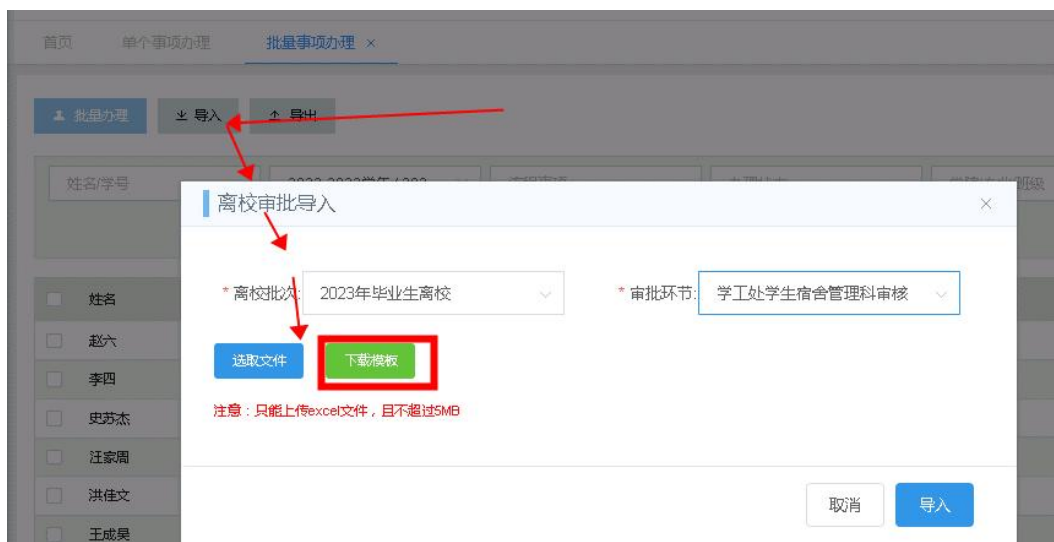 首页 单个事项办理 批量事项办理 ×
批量办理 导入 导出
姓名/学号
离校审批导入 ×
姓名 *离校批次: 2023年毕业生离校 *审批环节: 学工处学生宿舍管理科审核
赵六
选取文件 下载模板
李四
史苏杰 注意：只能上传excel文件，且不超过5MB
汪家周
洪佳文 取消 导入
王成昊